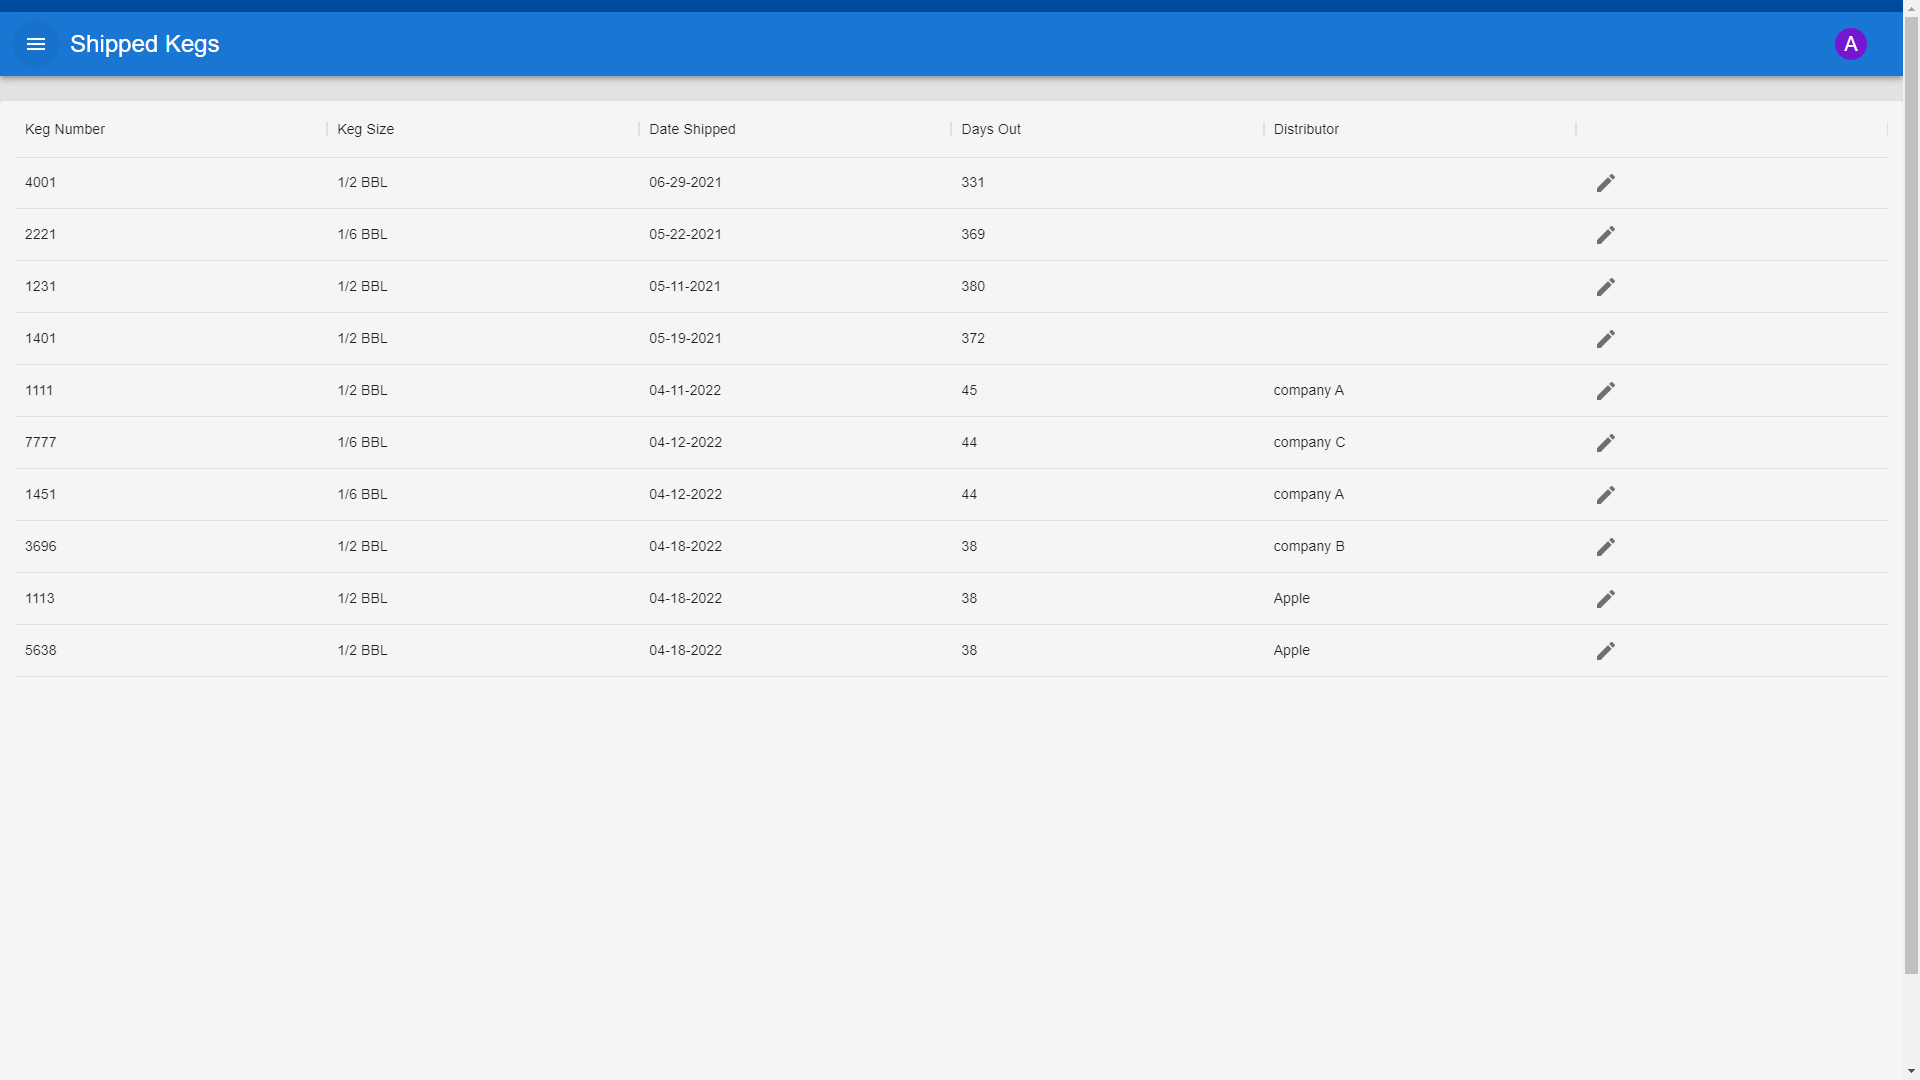 Shipped Kegs
A
Keg Number Keg Size Date Shipped Days Out Distributor
4001 1/2 BBL 06-29-2021 331
2221 1/6 BBL 05-22-2021 369
1231 1/2 BBL 05-11-2021 380
1401 1/2 BBL 05-19-2021 372
1111 1/2 BBL 04-11-2022 45 company A
7777 1/6 BBL 04-12-2022 44 company C
1451 1/6 BBL 04-12-2022 44 company A
3696 1/2 BBL 04-18-2022 38 company B
1113 1/2 BBL 04-18-2022 38 Apple
5638 1/2 BBL 04-18-2022 38 Apple